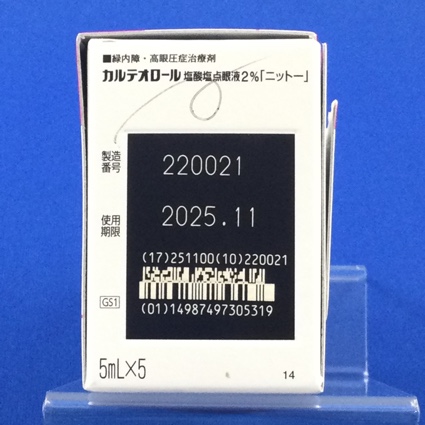 ■緑内障・高眼圧症治療剤
カルテオロール 塩酸塩点眼液2%「ニットー」
製造番号 220021
使用期限 2025.11
(17)251100(10)220021
GS1
(01)14987497305319
5mL×5
14